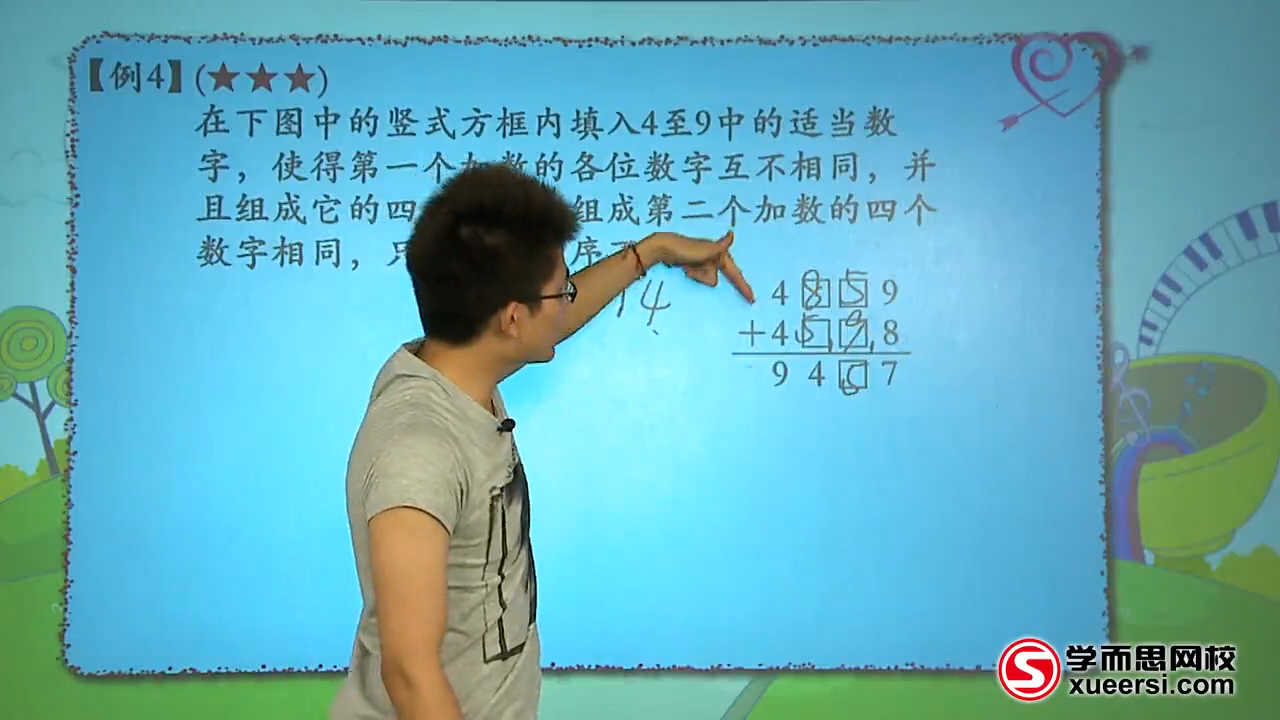 【例4】(★★★)
在下图中的竖式方框内填入4至9中的适当数
字，使得第一个加数的各位数字互不相同，并
且组成它的四 组成第二个加数的四个
数字相同，只 序
14
4 8 5 9
+4 5 9 8
9 4 5 7
学而思网校
xueersi.com